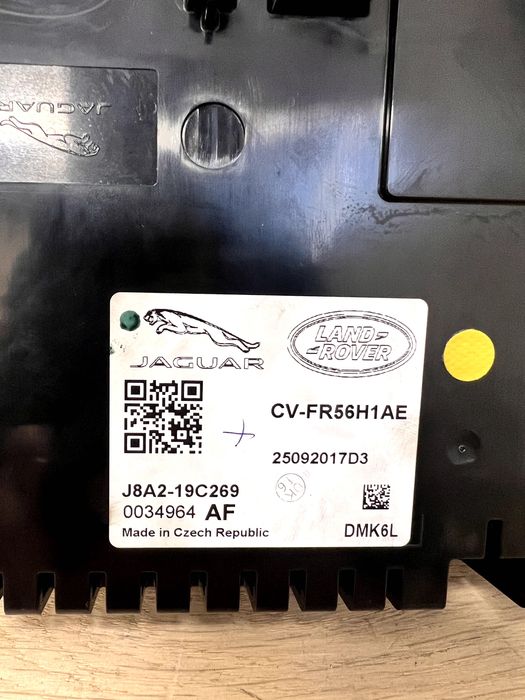 JAGUAR
JAGUAR
LAND
ROVER
CV-FR56H1AE
25092017D3
J8A2-19C269
0034964 AF
Made in Czech Republic
DMK6L